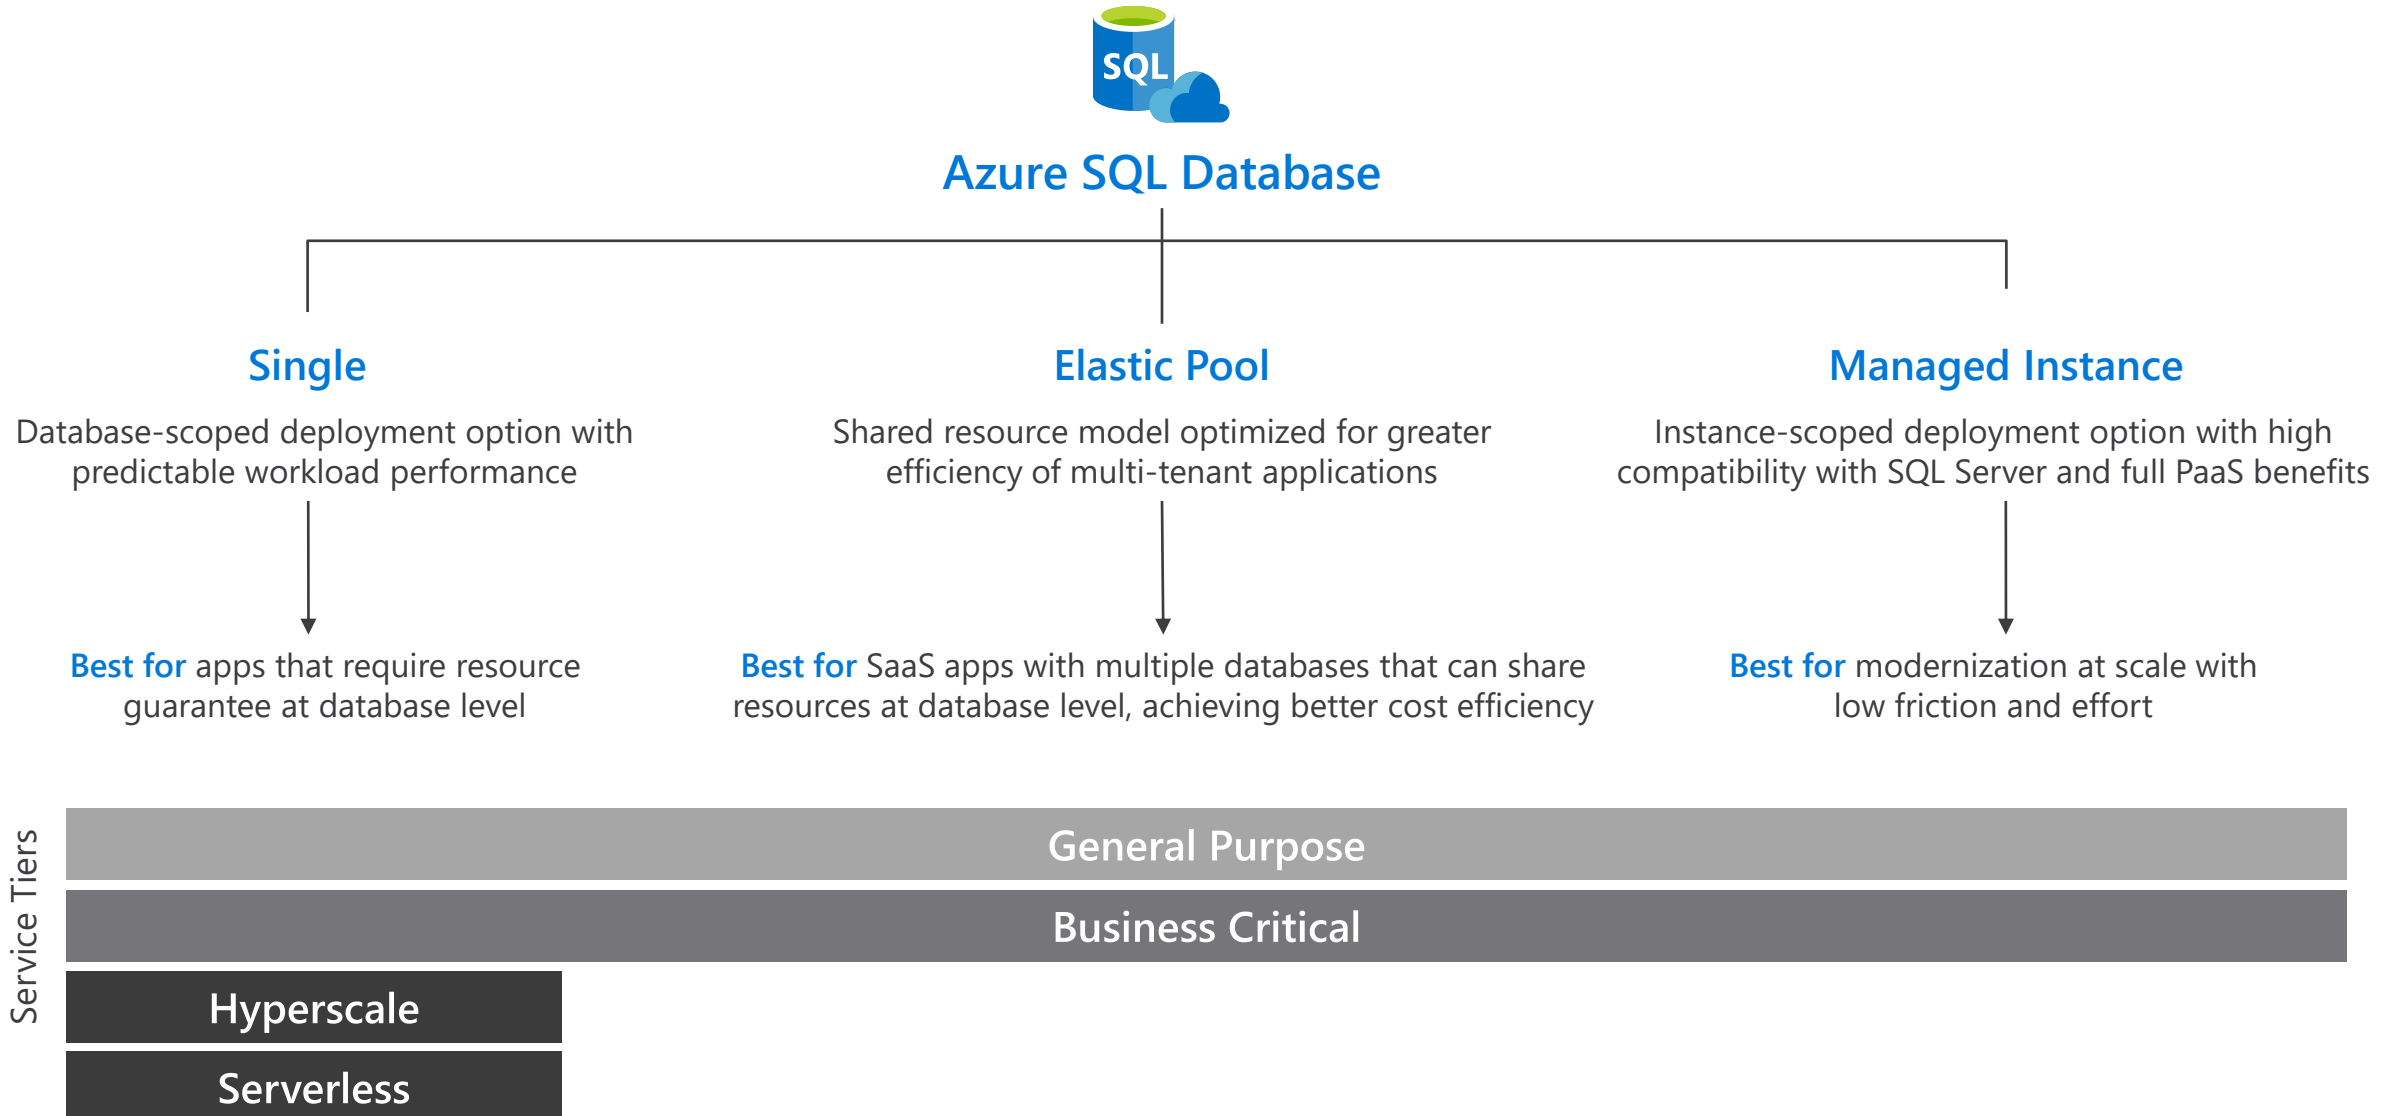 SQL
Azure SQL Database
Single
Database-scoped deployment option with
predictable workload performance
Best for apps that require resource
guarantee at database level
Elastic Pool
Shared resource model optimized for greater
efficiency of multi-tenant applications
Best for SaaS apps with multiple databases that can share
resources at database level, achieving better cost efficiency
Managed Instance
Instance-scoped deployment option with high
compatibility with SQL Server and full PaaS benefits
Best for modernization at scale with
low friction and effort
Service Tiers
General Purpose
Business Critical
Hyperscale
Serverless